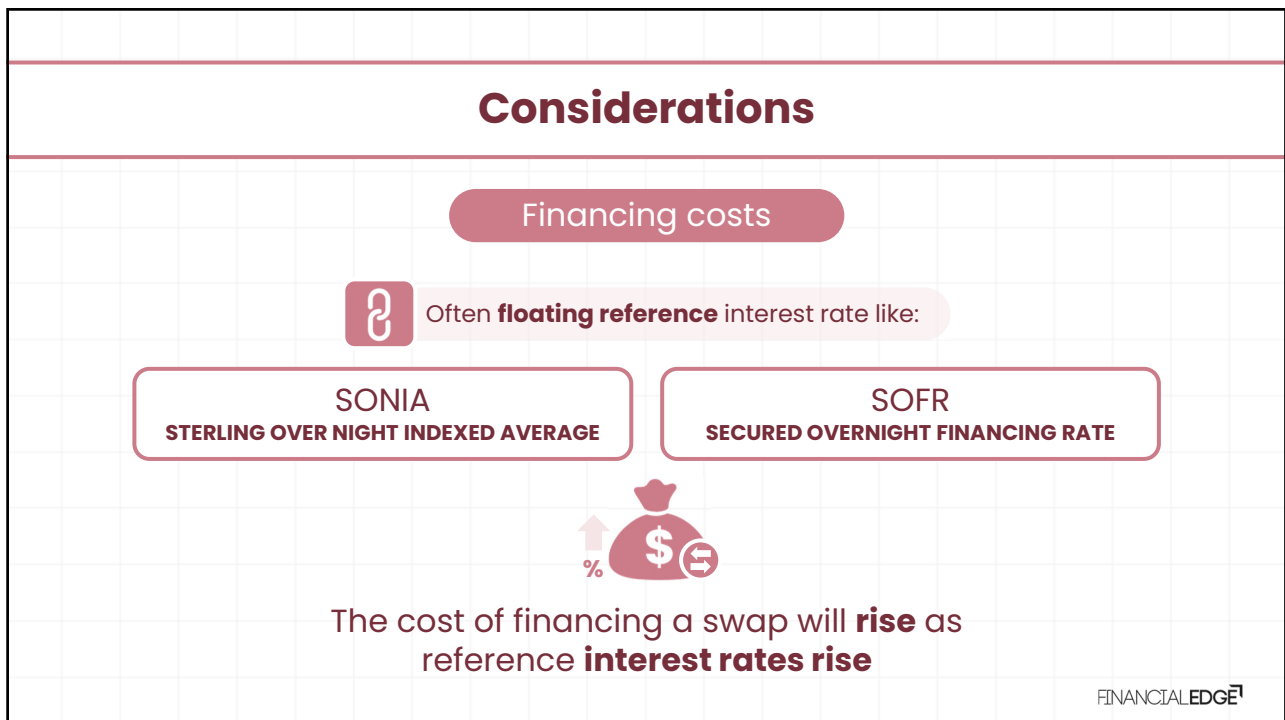 Considerations
Financing costs
Often floating reference interest rate like:
SONIA
STERLING OVER NIGHT INDEXED AVERAGE
SOFR
SECURED OVERNIGHT FINANCING RATE
$
%
The cost of financing a swap will rise as
reference interest rates rise
FINANCIALEDGE